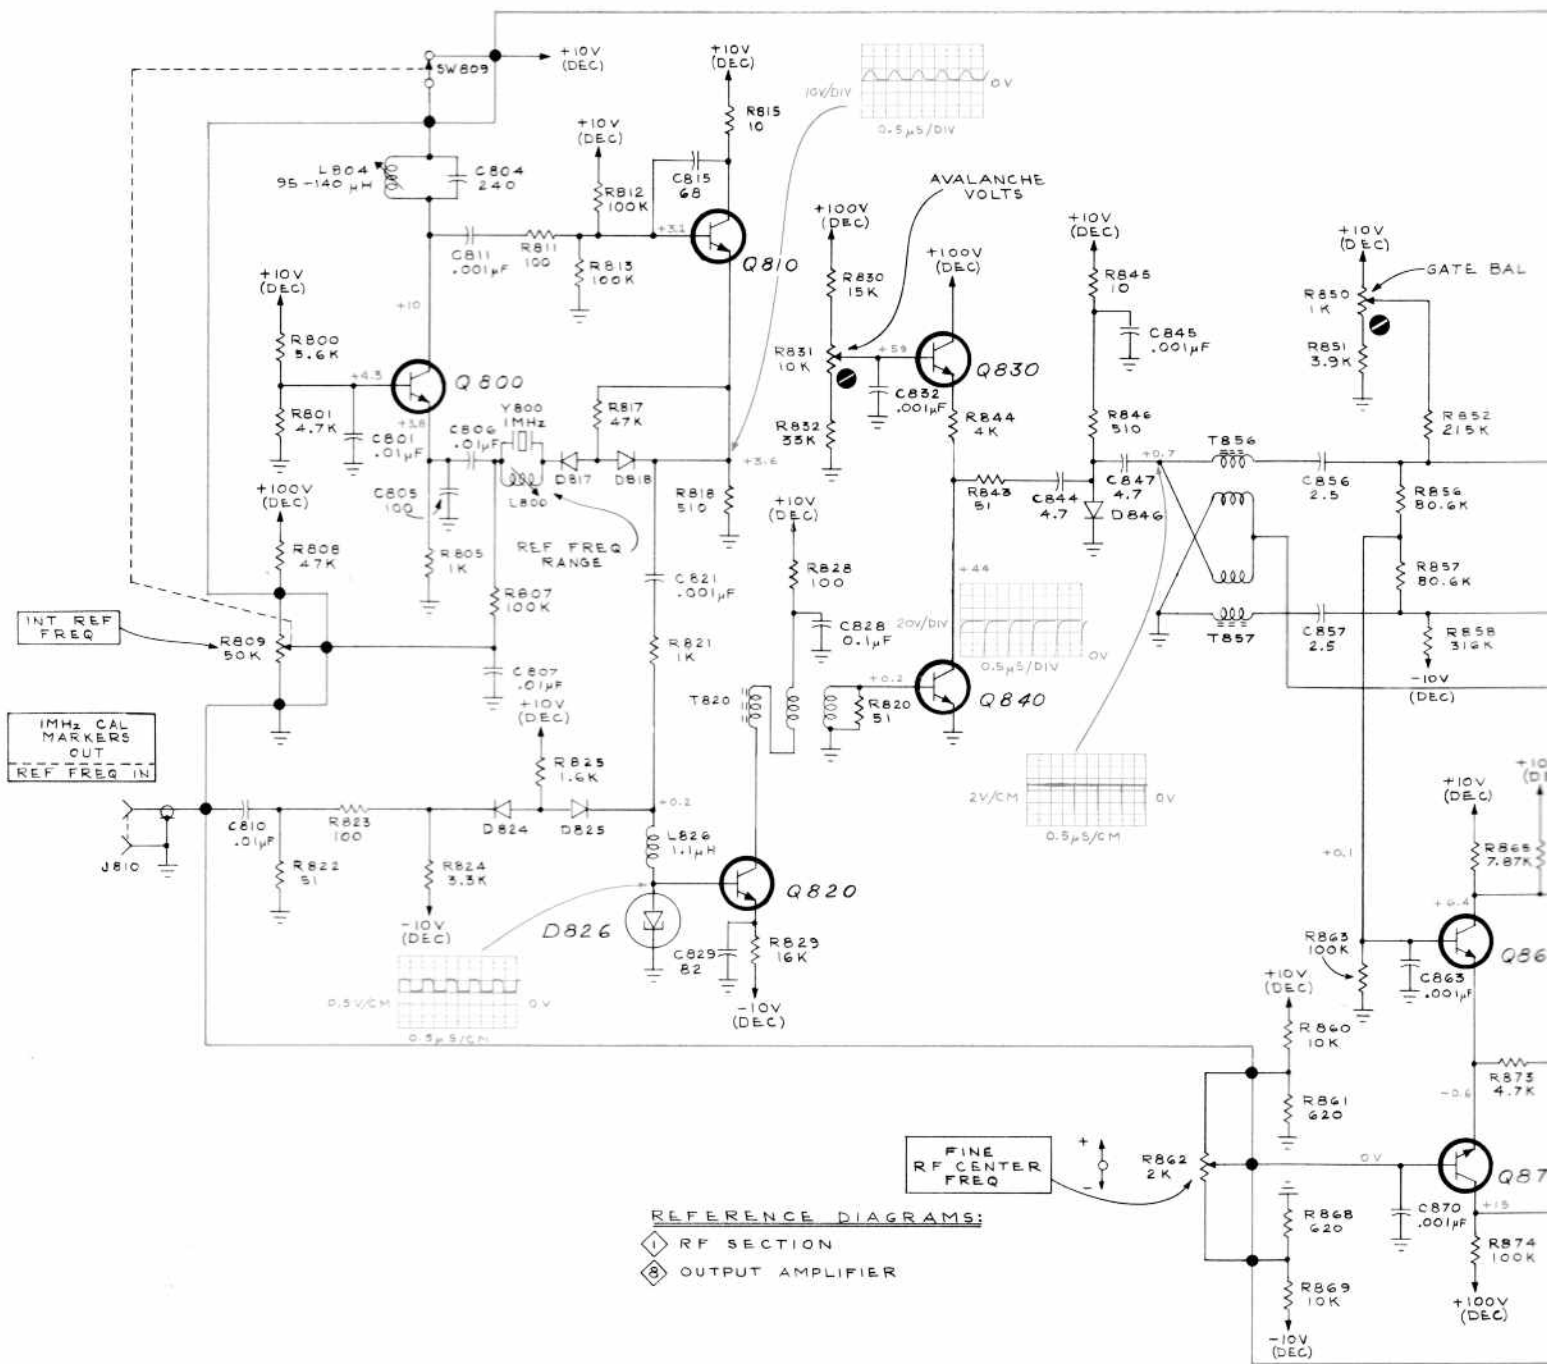 +10V
(DEC)
SW809
+10V
(DEC)
R815
10
10V/DIV
0V
0.5µS/DIV
L804
95-140 µH
C804
240
+10V
(DEC)
R812
100K
C815
68
+3.1
Q810
C811
.001µF
R811
100
R813
100K
AVALANCHE
VOLTS
+100V
(DEC)
+100V
(DEC)
R830
15K
R831
10K
+59
Q830
C832
.001µF
R832
33K
R844
4K
+10V
(DEC)
R845
10
C845
.001µF
R846
510
+10V
(DEC)
GATE BAL
R850
1K
R851
3.9K
R852
215K
+10V
(DEC)
R800
5.6K
+10
+4.3
Q800
R801
4.7K
C801
.01µF
+3.8
C806
.01µF
Y800
1MHz
R817
47K
D817
D818
L800
+3.6
C805
100
R818
510
REF FREQ
RANGE
+100V
(DEC)
R808
47K
R805
1K
R807
100K
C821
.001µF
R821
1K
+10V
(DEC)
R828
100
C828
0.1µF
R843
51
C844
4.7
C847
4.7
+0.7
D846
T856
C856
2.5
R856
80.6K
R857
80.6K
T857
C857
2.5
R858
316K
-10V
(DEC)
+44
20V/DIV
0V
0.5µS/DIV
INT REF
FREQ
R809
50K
C807
.01µF
T820
+0.2
R820
51
Q840
1MHz CAL
MARKERS
OUT
REF FREQ IN
J810
C810
.01µF
R822
51
R823
100
R824
3.3K
-10V
(DEC)
+10V
(DEC)
R825
1.6K
D824
D825
+0.2
L826
1.1µH
Q820
D826
C829
82
R829
16K
-10V
(DEC)
0.5V/CM
0V
0.5µS/CM
2V/CM
0V
0.5µS/CM
+0.1
+10V
(DEC)
R865
7.87K
+6.4
R863
100K
C863
.001µF
Q86
+10V
(DEC)
R860
10K
R861
620
R873
4.7K
-0.6
FINE
RF CENTER
FREQ
+
-
R862
2K
0V
Q87
C870
.001µF
+15
R868
620
R869
10K
-10V
(DEC)
R874
100K
+100V
(DEC)
REFERENCE DIAGRAMS:
1 RF SECTION
8 OUTPUT AMPLIFIER